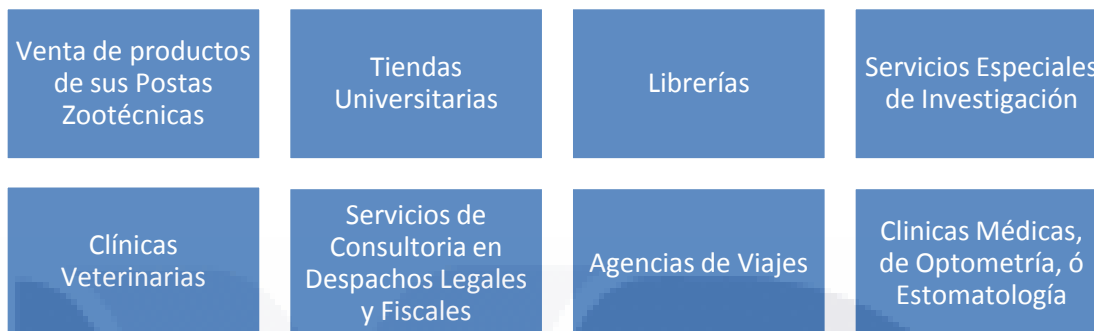 Venta de productos
de sus Postas
Zootécnicas
Tiendas
Universitarias
Librerías
Servicios Especiales
de Investigación
Clínicas
Veterinarias
Servicios de
Consultoria en
Despachos Legales
y Fiscales
Agencias de Viajes
Clinicas Médicas,
de Optometría, ó
Estomatología